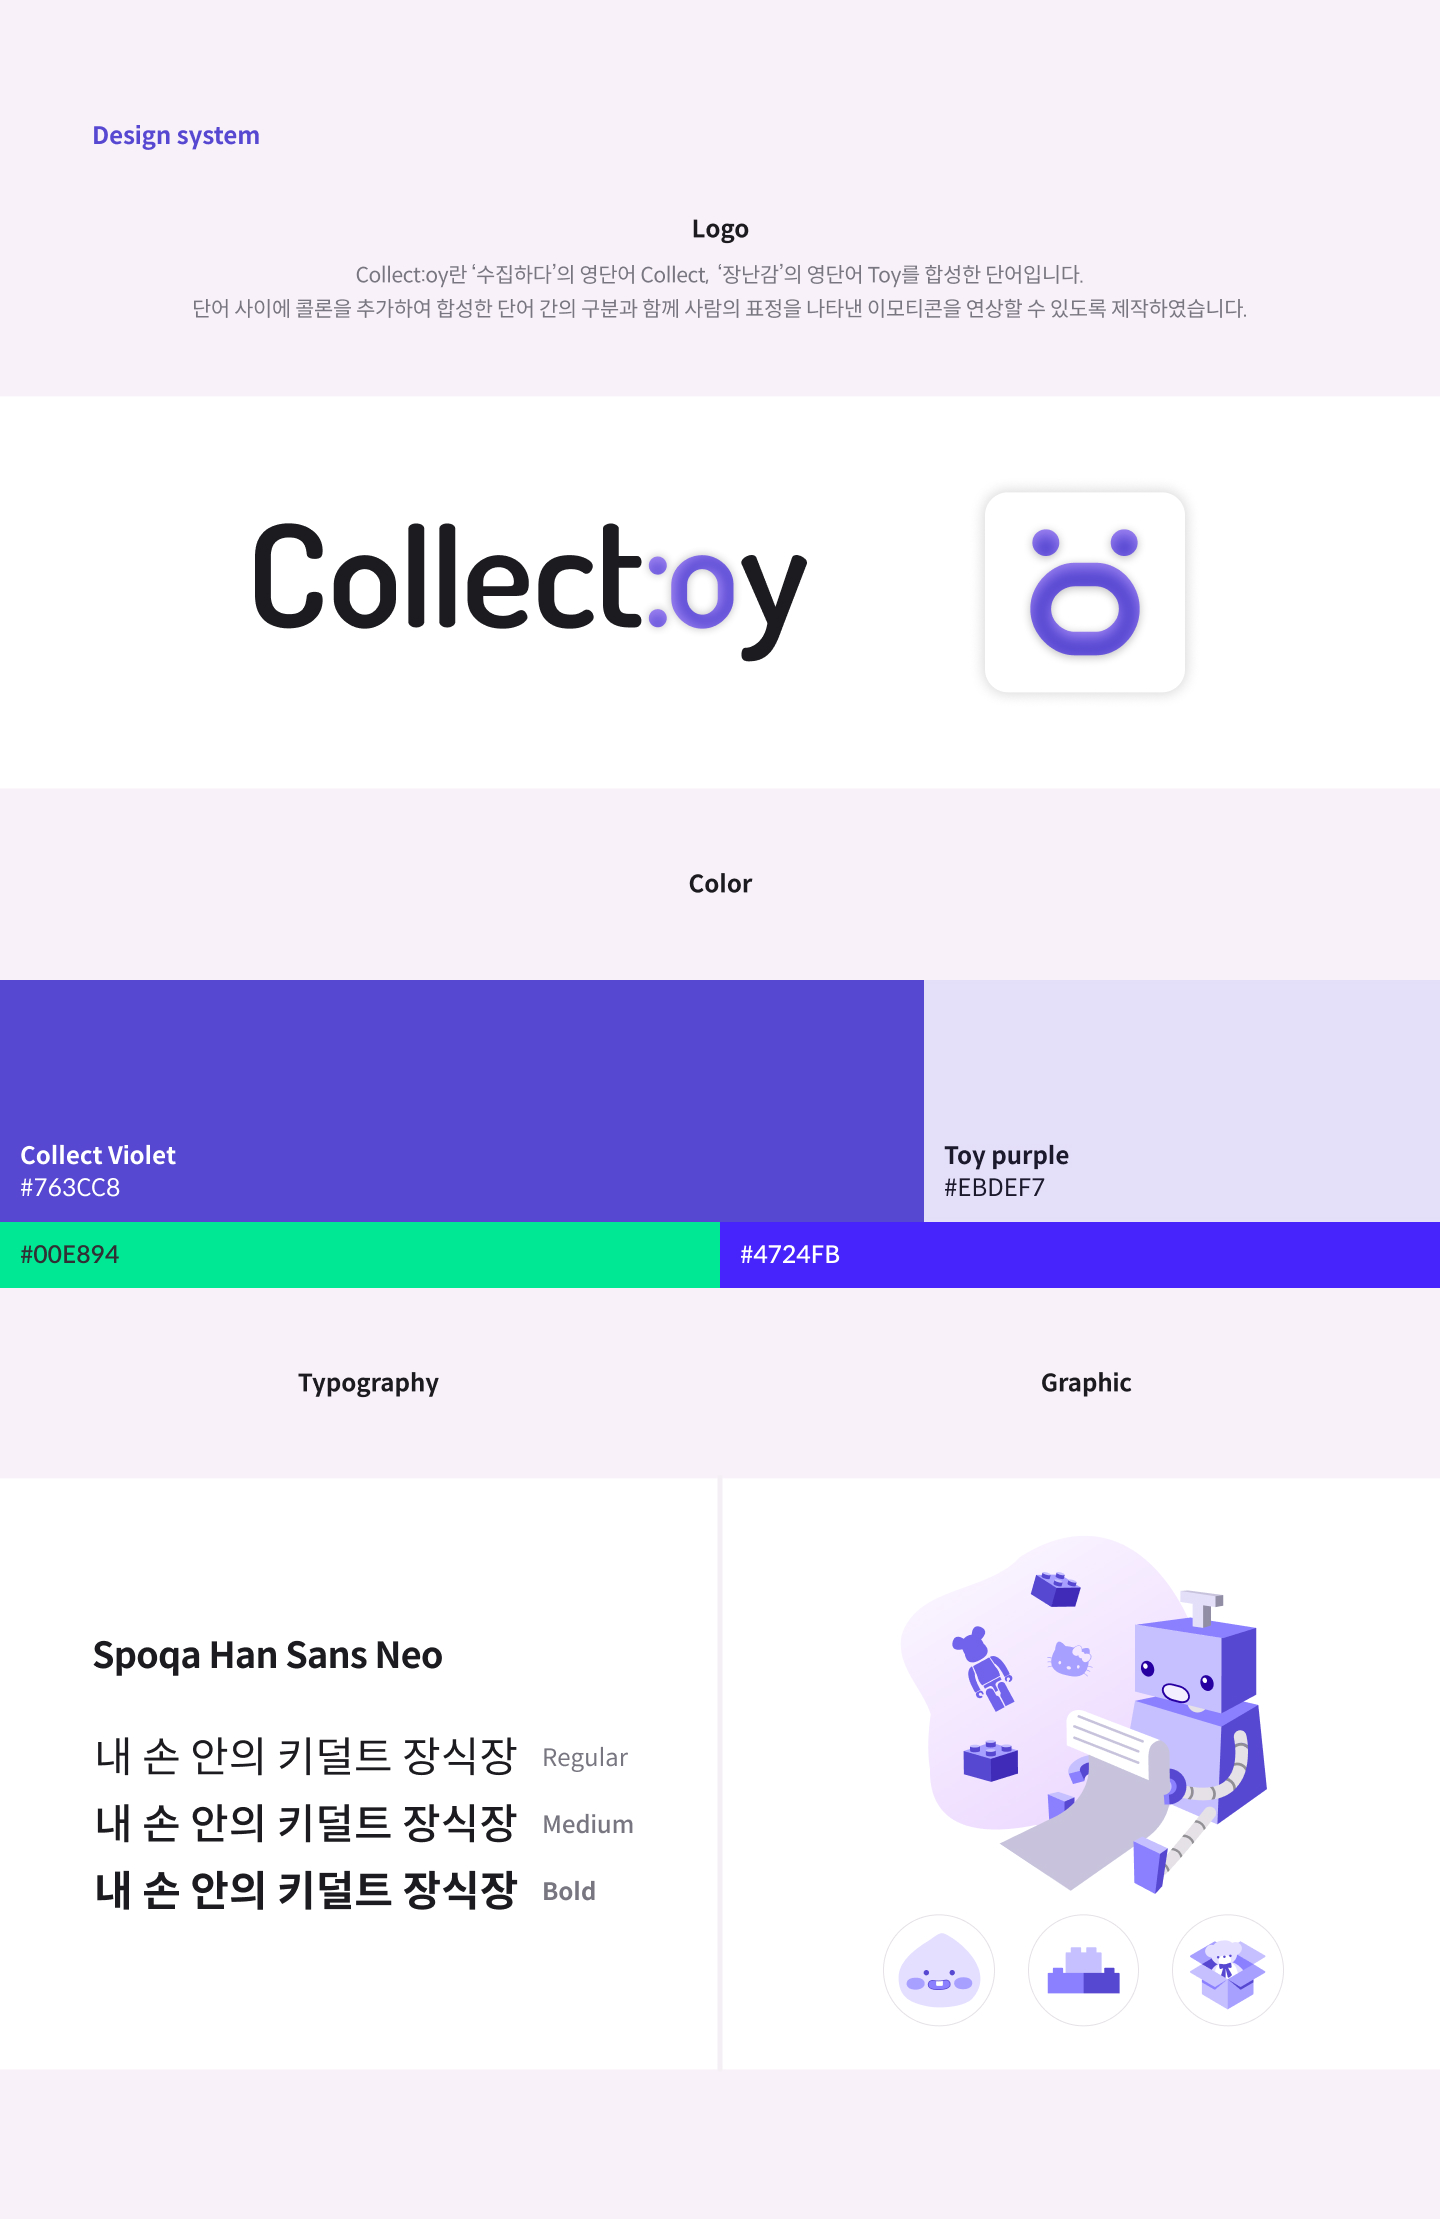 Design system
Logo
Collect:oy란 ‘수집하다’의 영단어 Collect, ‘장난감’의 영단어 Toy를 합성한 단어입니다.
단어 사이에 콜론을 추가하여 합성한 단어 간의 구분과 함께 사람의 표정을 나타낸 이모티콘을 연상할 수 있도록 제작하였습니다.
Collect:oy
Color
Collect Violet
#763CC8
Toy purple
#EBDEF7
#00E894
#4724FB
Typography
Graphic
Spoqa Han Sans Neo
내 손 안의 키덜트 장식장 Regular
내 손 안의 키덜트 장식장 Medium
내 손 안의 키덜트 장식장 Bold